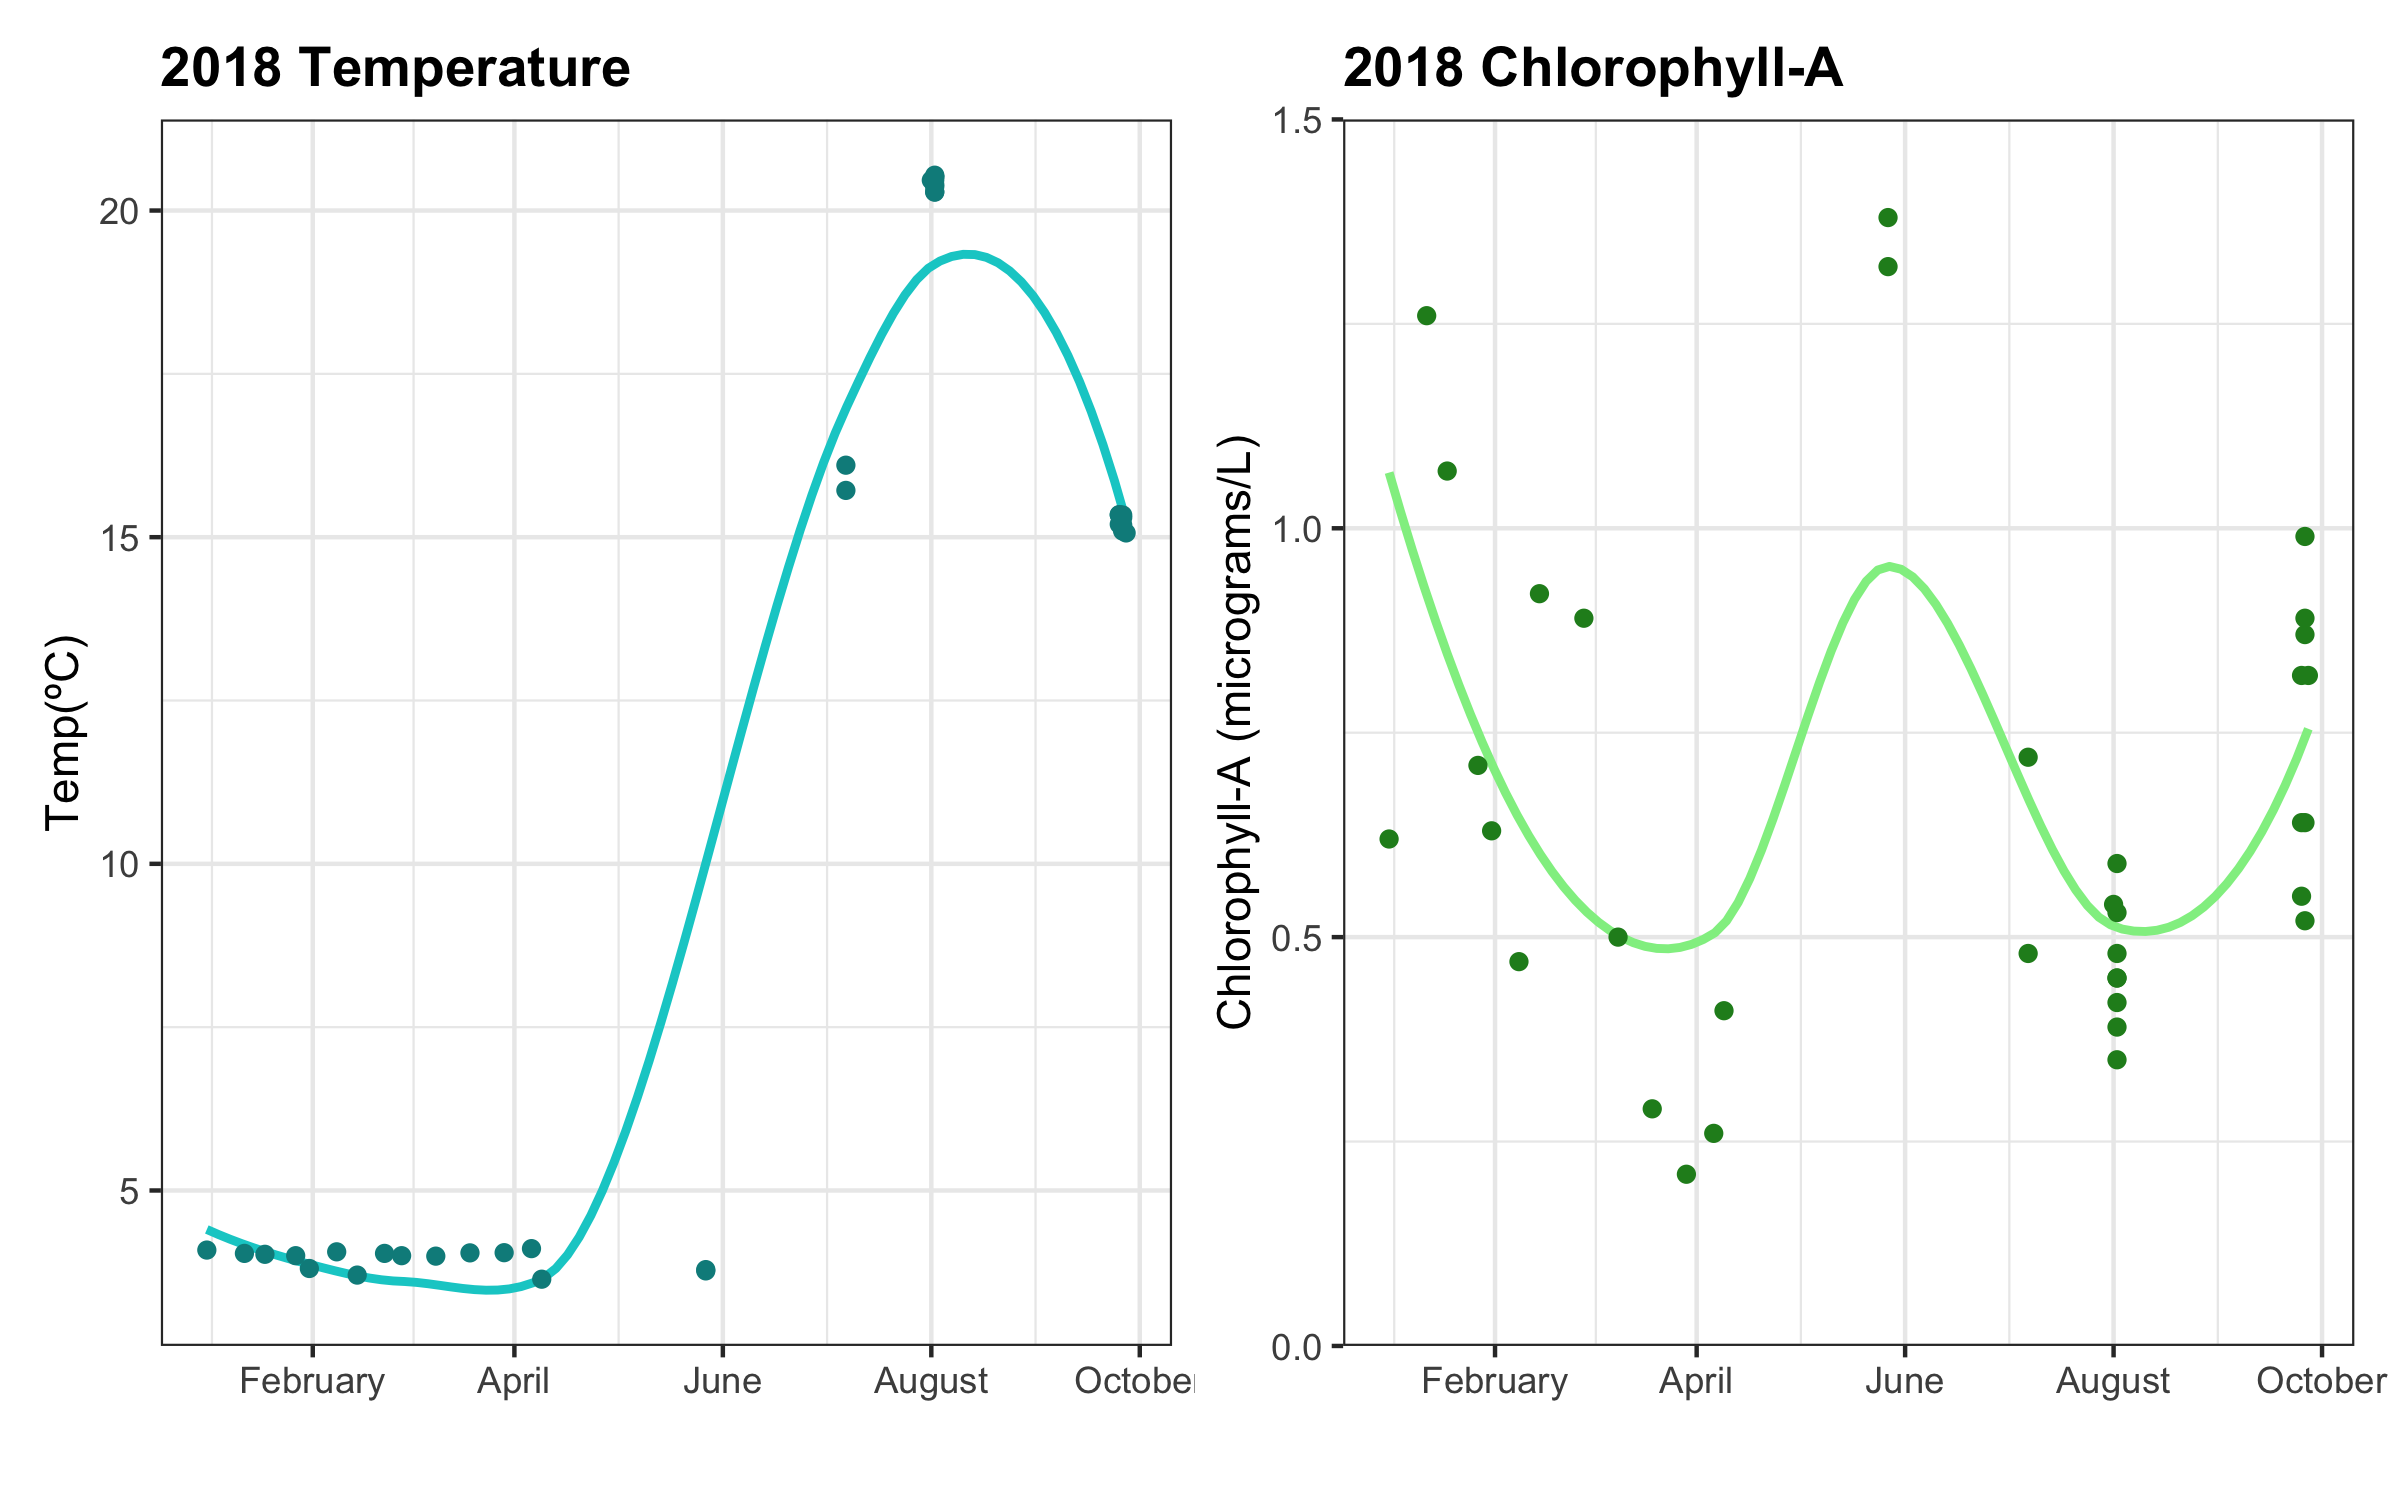 2018 Temperature
Temp(ºC)
20
15
10
5
February April June August Octobe
2018 Chlorophyll-A
Chlorophyll-A (micrograms/L)
1.5
1.0
0.5
0.0
February April June August October